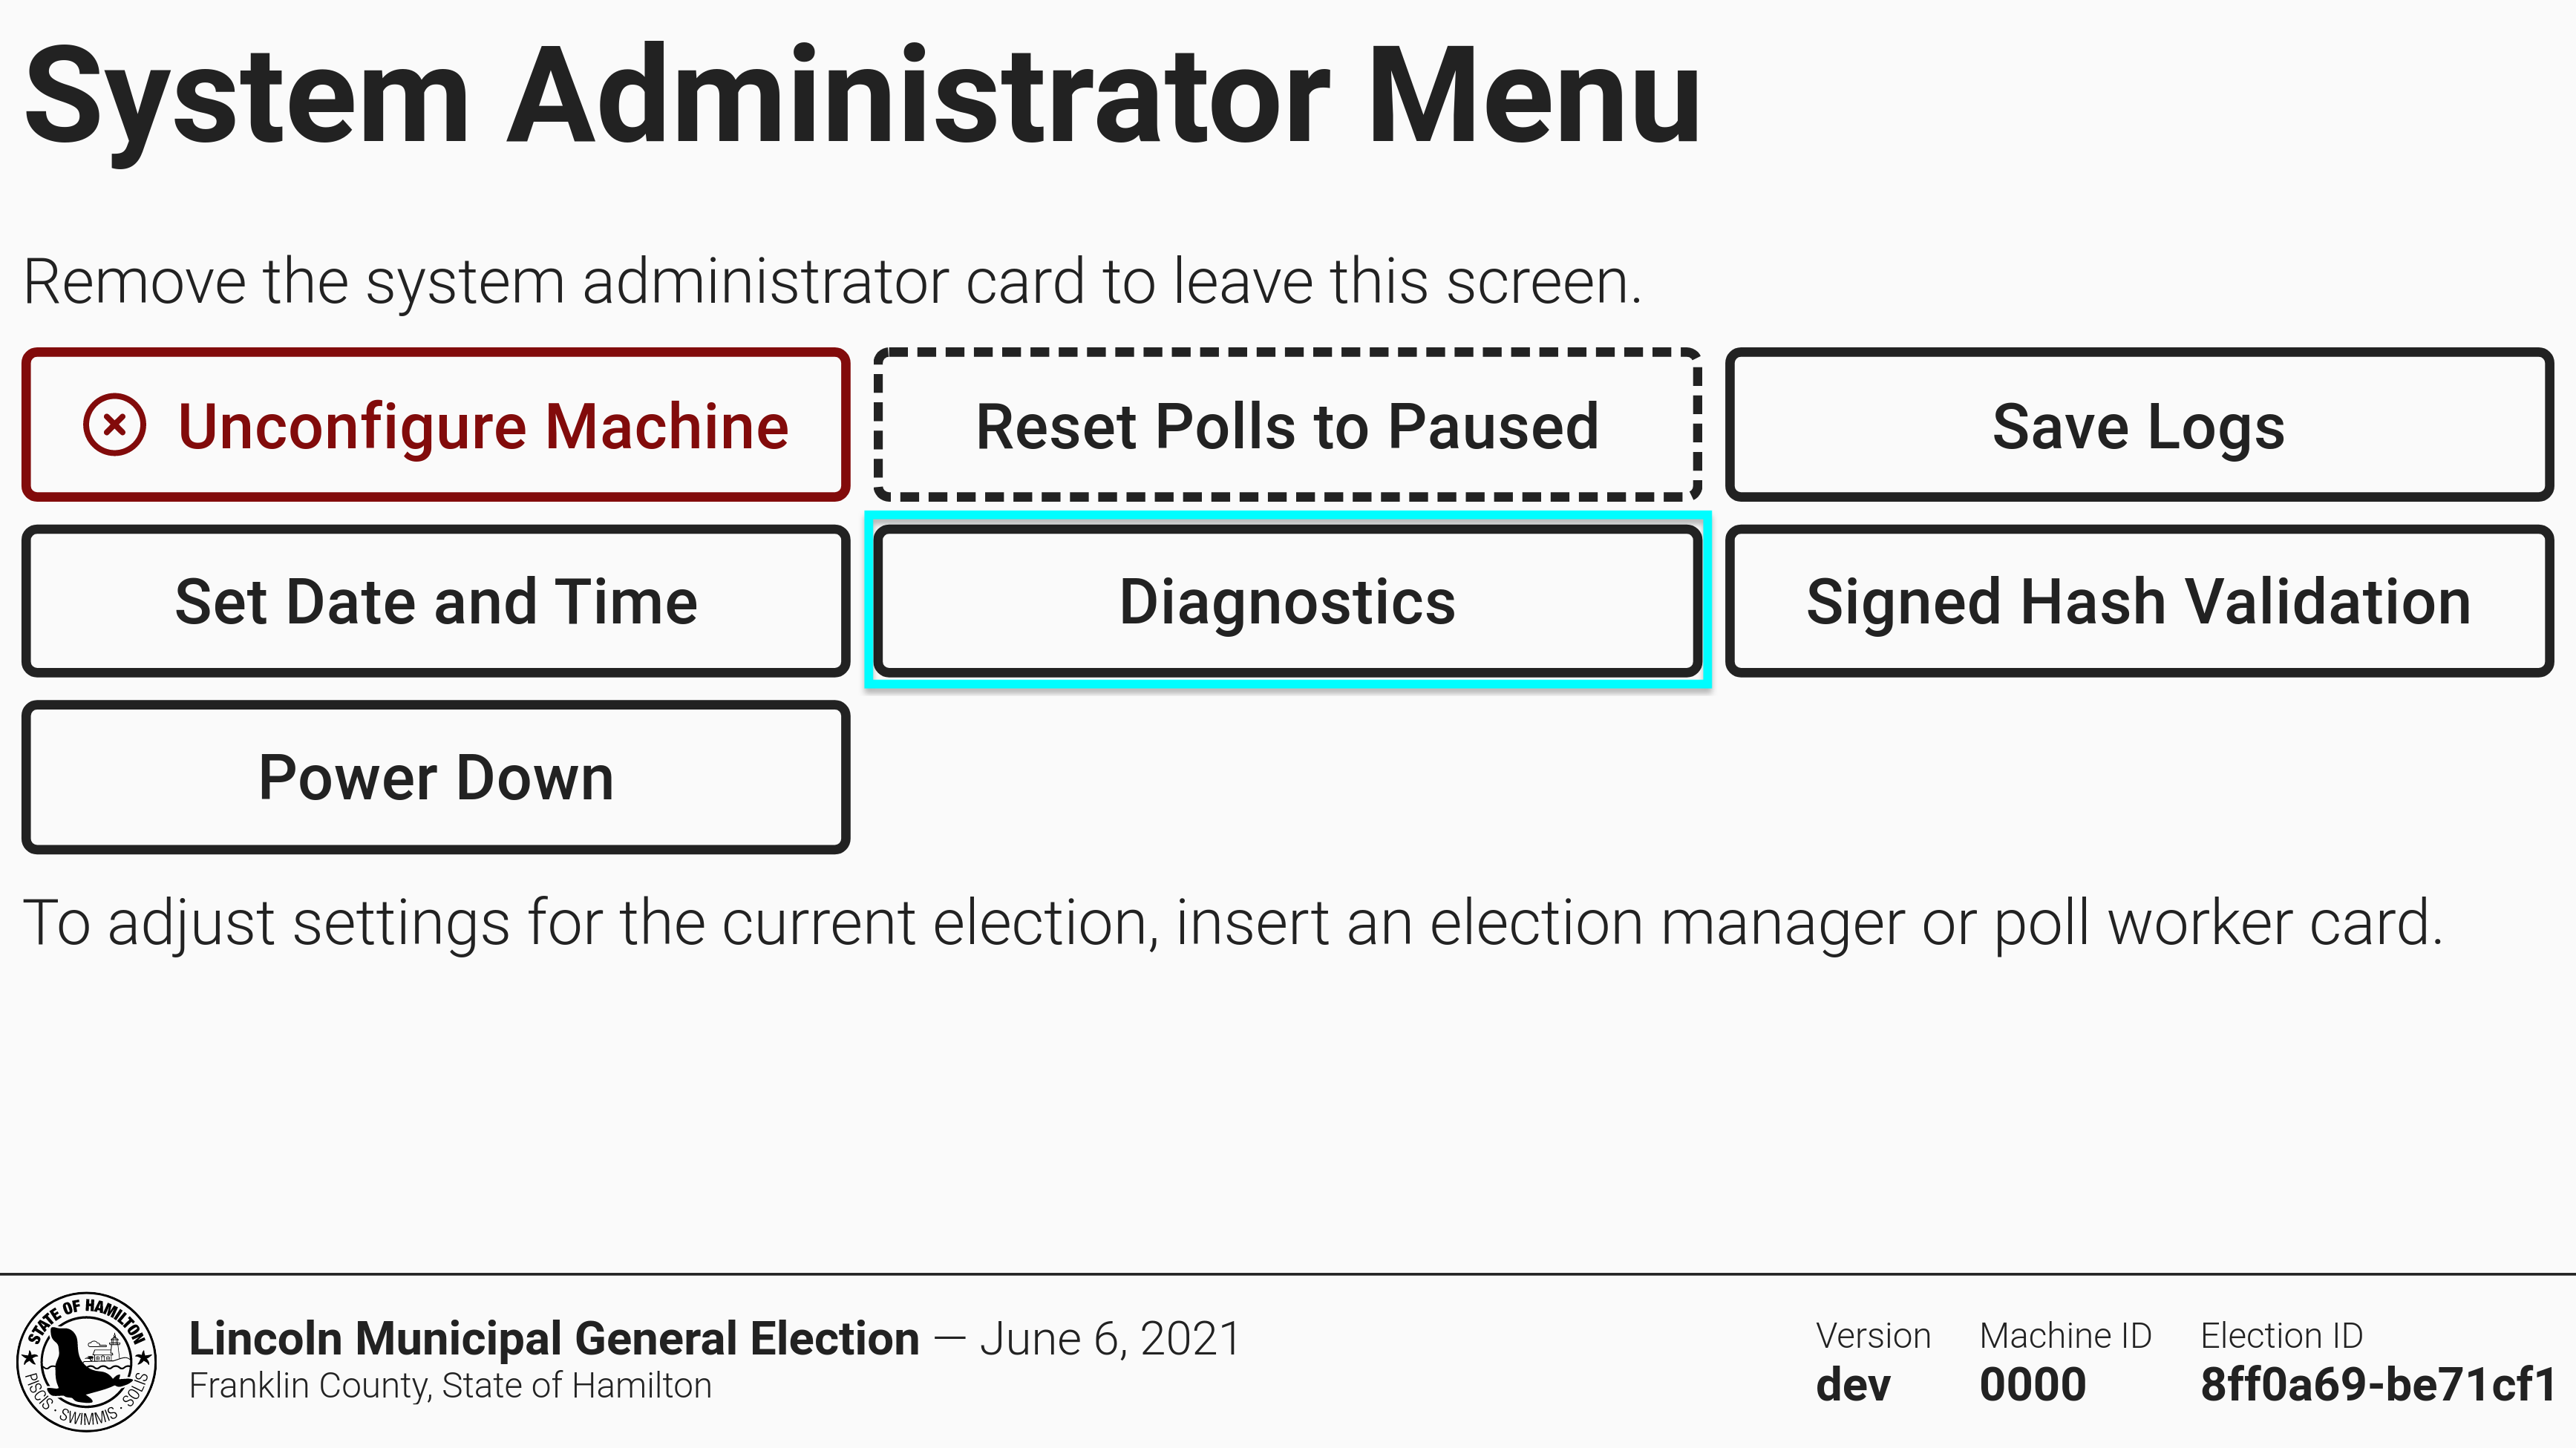 System Administrator Menu
Remove the system administrator card to leave this screen.
Unconfigure Machine
Reset Polls to Paused
Save Logs
Set Date and Time
Diagnostics
Signed Hash Validation
Power Down
To adjust settings for the current election, insert an election manager or poll worker card.
STATE OF HAMILTON
PISCIS · SWIMMIS · SOLIS
Lincoln Municipal General Election — June 6, 2021
Franklin County, State of Hamilton
Version Machine ID Election ID
dev 0000 8ff0a69-be71cf1